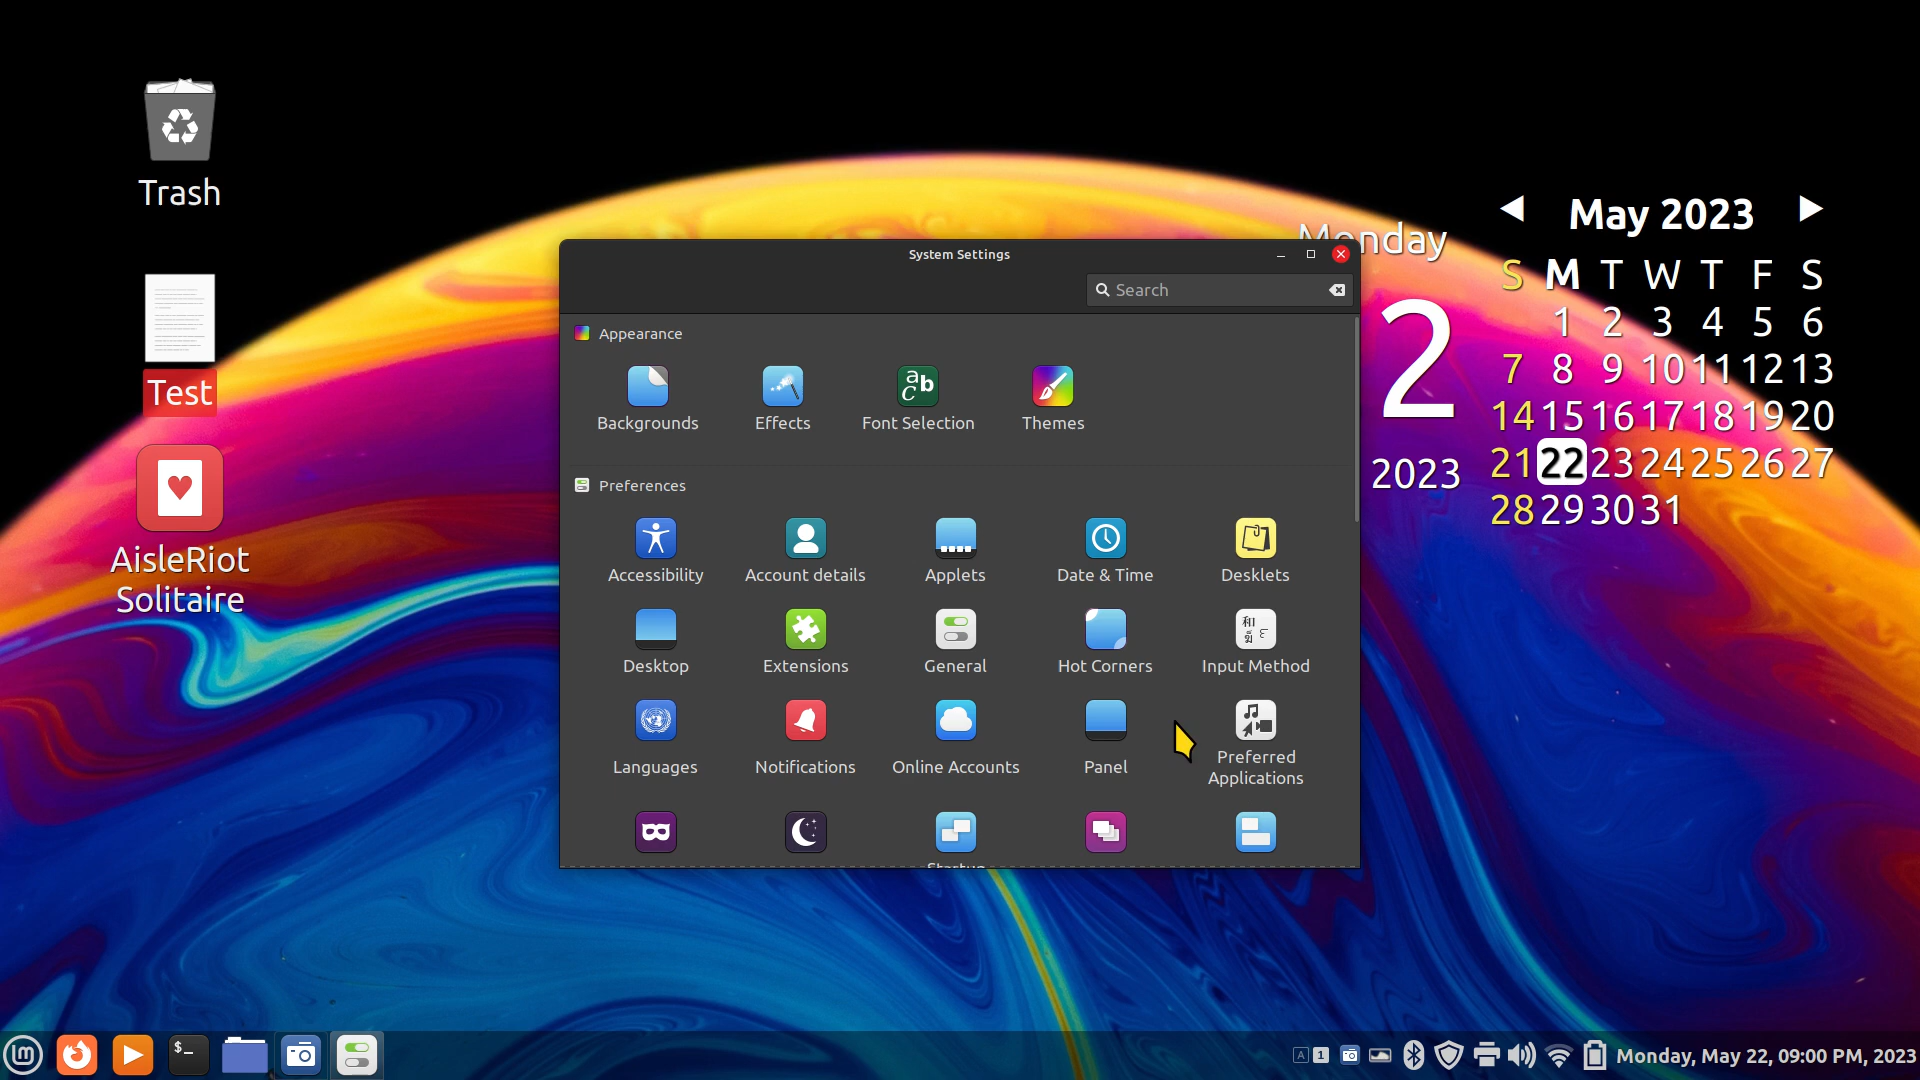 Trash
Test
AisleRiot
Solitaire
System Settings
Search
Appearance
Backgrounds
Effects
Font Selection
Themes
Preferences
Accessibility
Account details
Applets
Date & Time
Desklets
Desktop
Extensions
General
Hot Corners
Input Method
Languages
Notifications
Online Accounts
Panel
Preferred
Applications
Monday
2
2023
May 2023
S M T W T F S
1 2 3 4 5 6
7 8 9 10 11 12 13
14 15 16 17 18 19 20
21 22 23 24 25 26 27
28 29 30 31
A 1
Monday, May 22, 09:00 PM, 2023